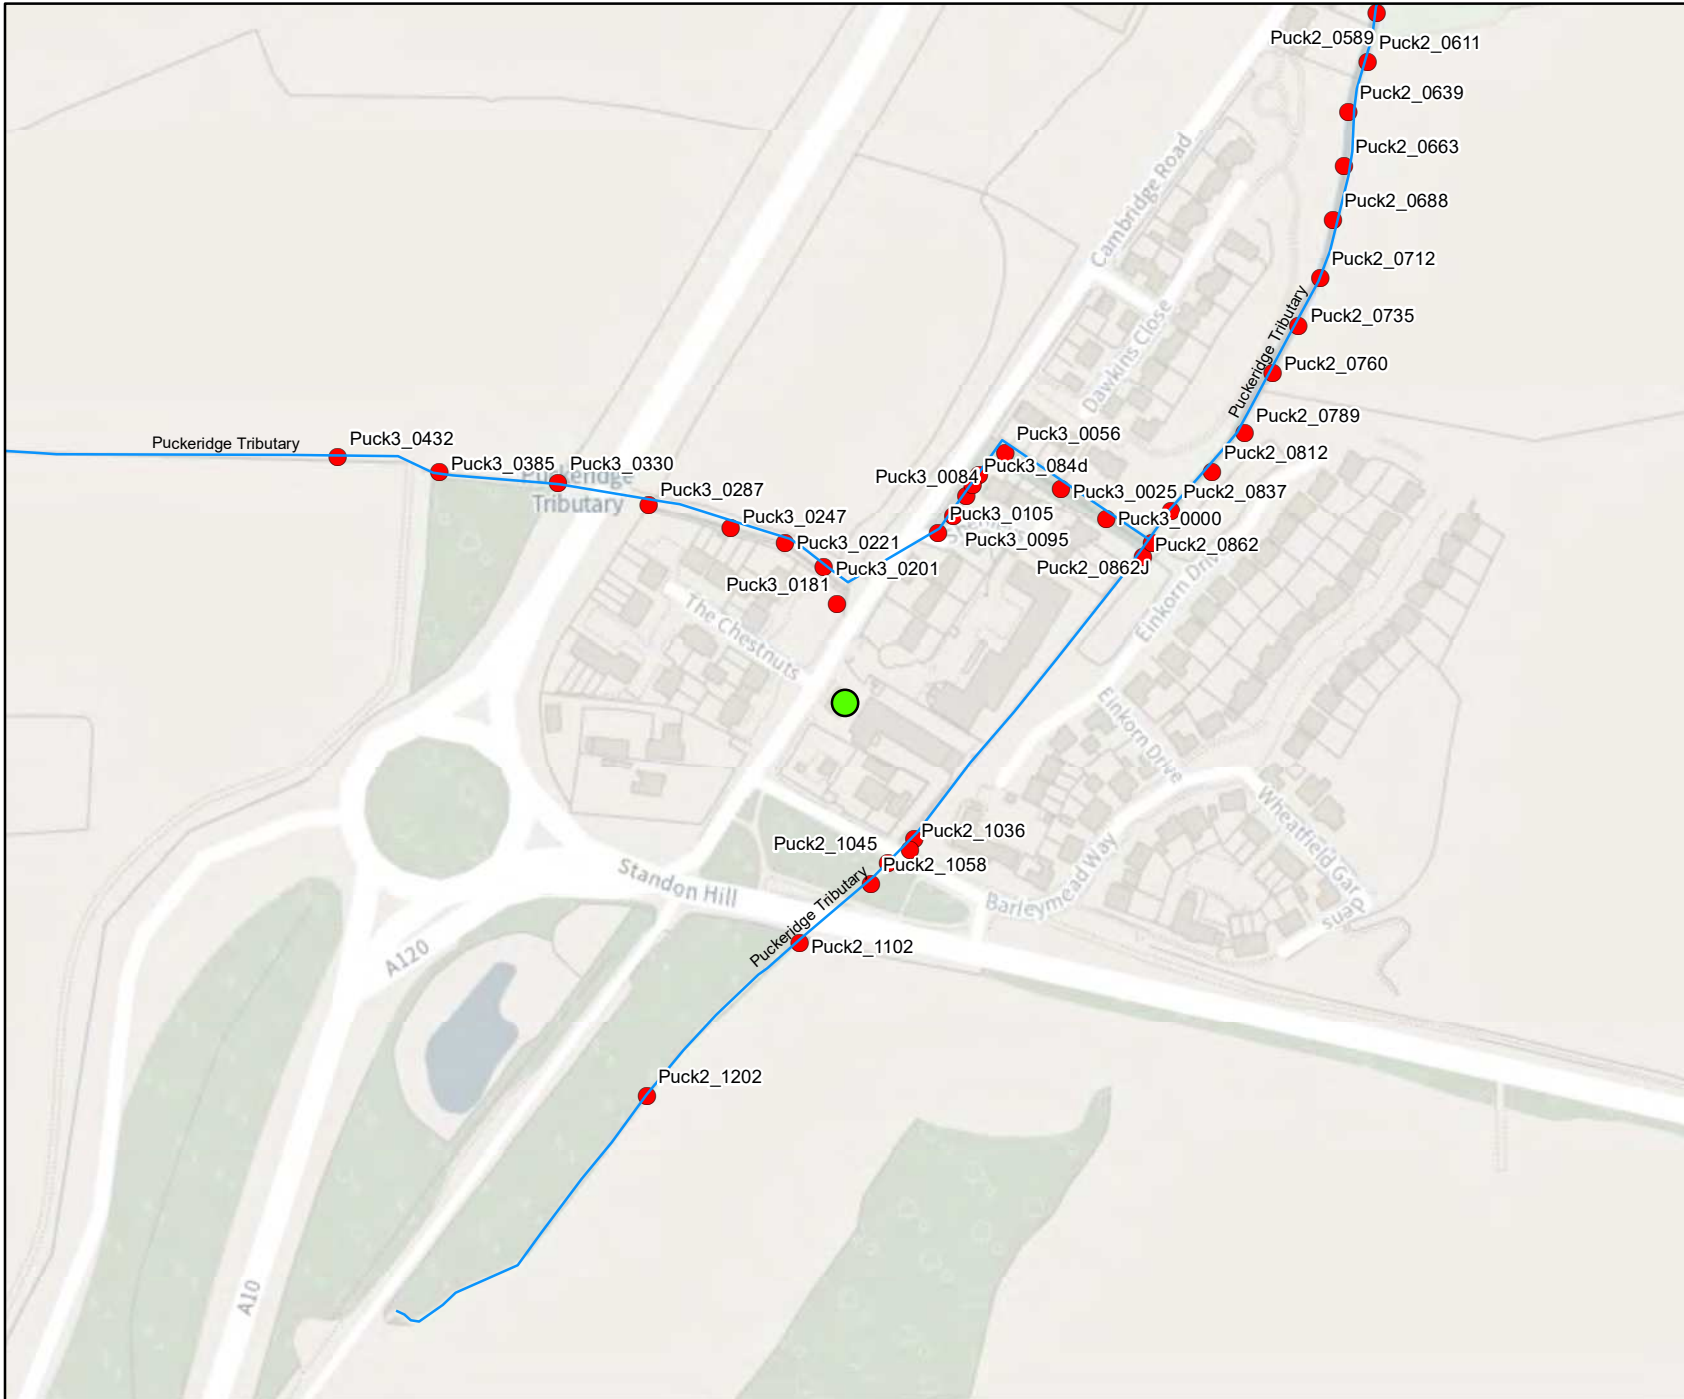 Puck2_0589
Puck2_0611
Puck2_0639
Puck2_0663
Puck2_0688
Puck2_0712
Puck2_0735
Puck2_0760
Puck2_0789
Puck2_0812
Puck2_0837
Puckeridge Tributary
Cambridge Road
Dawkins Close
Puckeridge Tributary
Puck3_0432
Puck3_0385
Puck3_0330
Puckeridge
Tributary
Puck3_0287
Puck3_0247
Puck3_0221
Puck3_0201
Puck3_0181
Puck3_0056
Puck3_084d
Puck3_0084
Puck3_0025
Puck3_0105
Puck3_0000
Puck3_0095
Puck2_0862
Puck2_0862J
Einkorn Drive
The Chestnuts
Einkorn Drive
Wheatfield Gardens
Barleymead Way
Puck2_1036
Puck2_1045
Puck2_1058
Standon Hill
Puckeridge Tributary
Puck2_1102
A120
Puck2_1202
A10